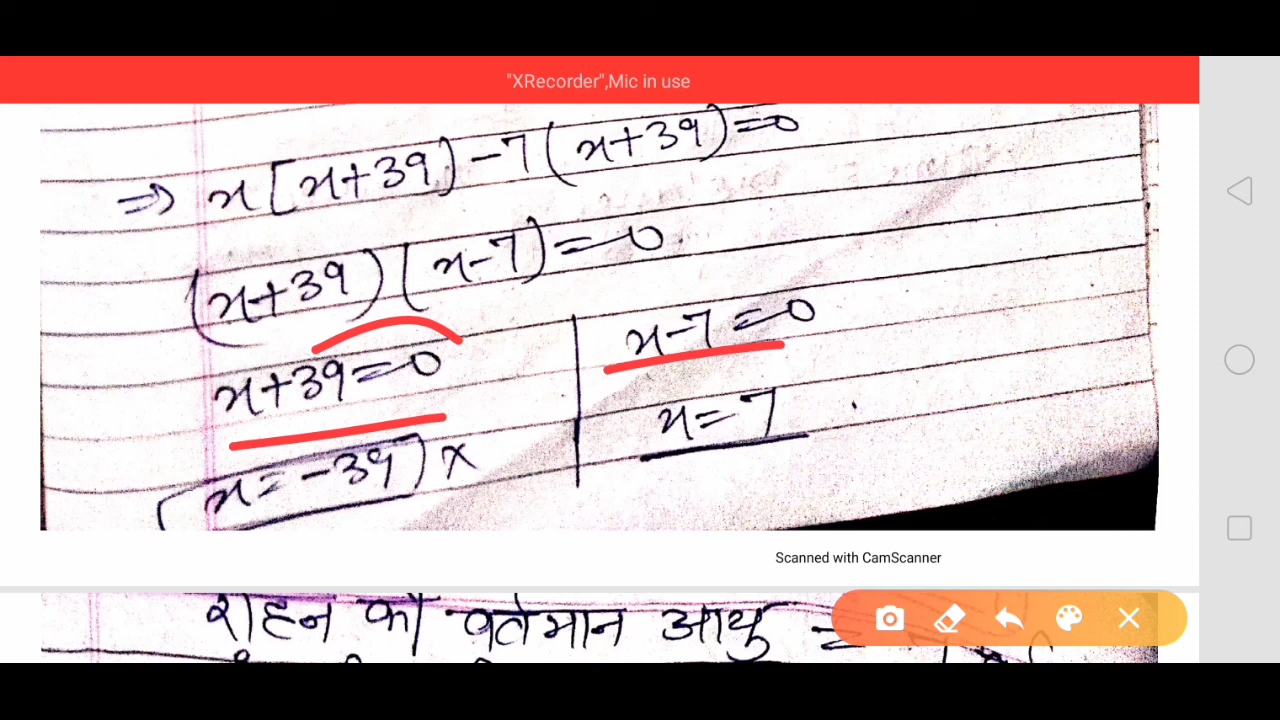 "XRecorder",Mic in use
⇒ x[x+39)-7(x+39)=0
(x+39)(x-7)=0
x+39=0 | x-7=0
x=-39) × | x=7
Scanned with CamScanner
रोहन की वर्तमान आयु =